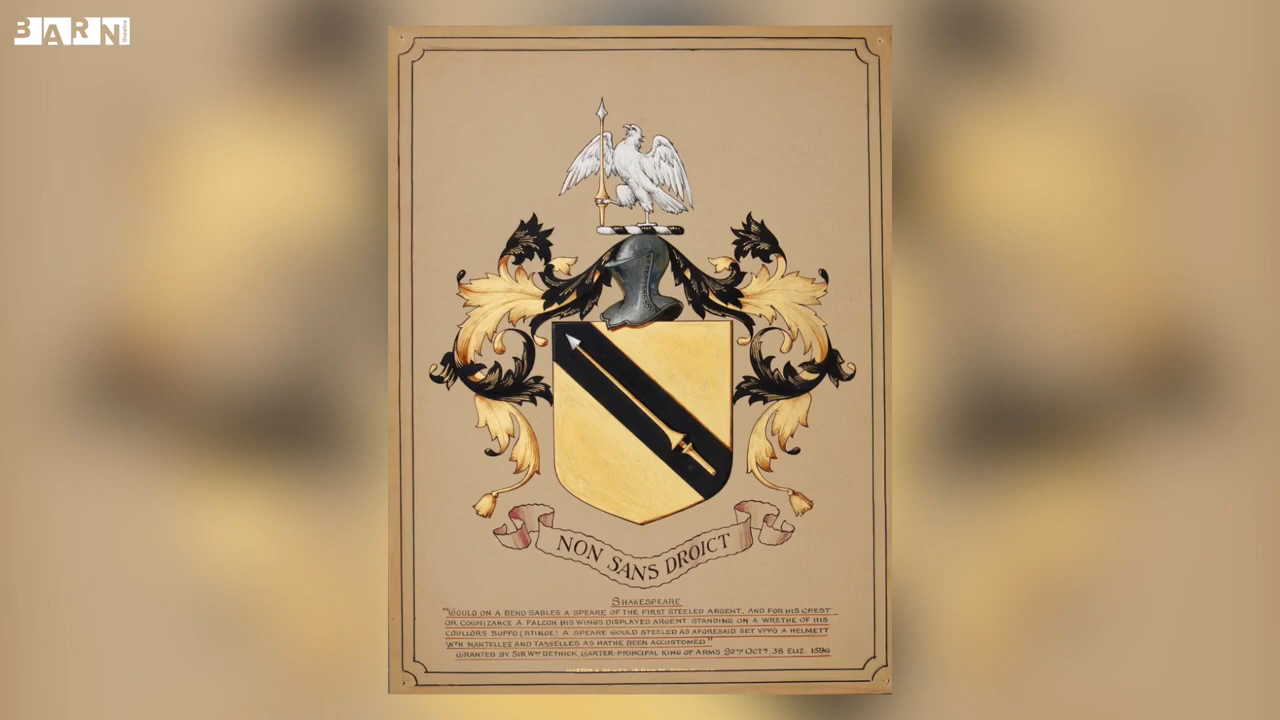 BARN
THEATRE
NON SANS DROICT
SHAKESPEARE
"GOULD ON A BEND SABLES A SPEARE OF THE FIRST STEELED ARGENT, AND FOR HIS CREST
OR COGNIZANCE A FALCON HIS WINGS DISPLAYED ARGENT STANDING ON A WRETHE OF HIS
COULLORS SUPPO(RTINGE) A SPEARE GOULD STEELED AS AFORESAID SET VPPŌ A HELMETT
WTH MANTELLEZ AND TASSELLES AS HATHE BEEN ACCUSTOMED"
GRANTED BY SIR WM DETHICK GARTER-PRINCIPAL KING OF ARMS 20TH OCTR, 38 ELIZ. 1596